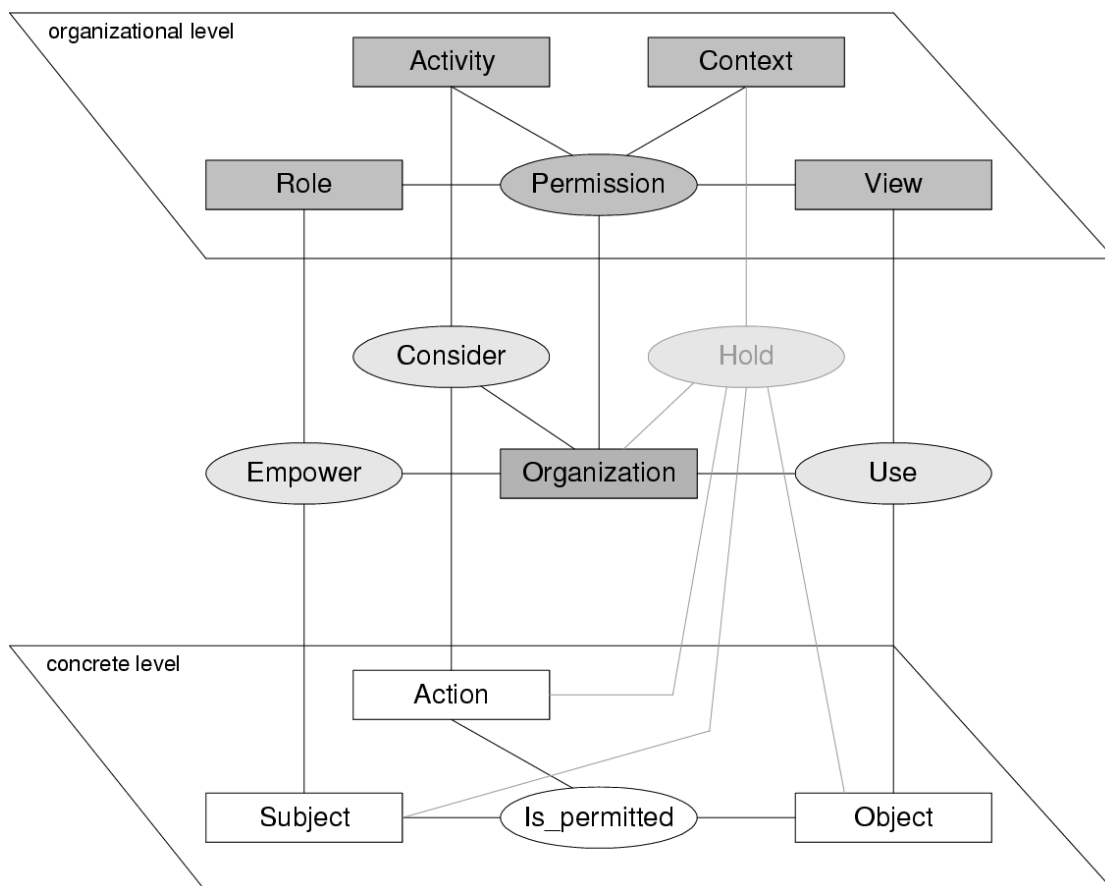 organizational level
Activity
Context
Role
Permission
View
Consider
Hold
Empower
Organization
Use
concrete level
Action
Subject
Is_permitted
Object